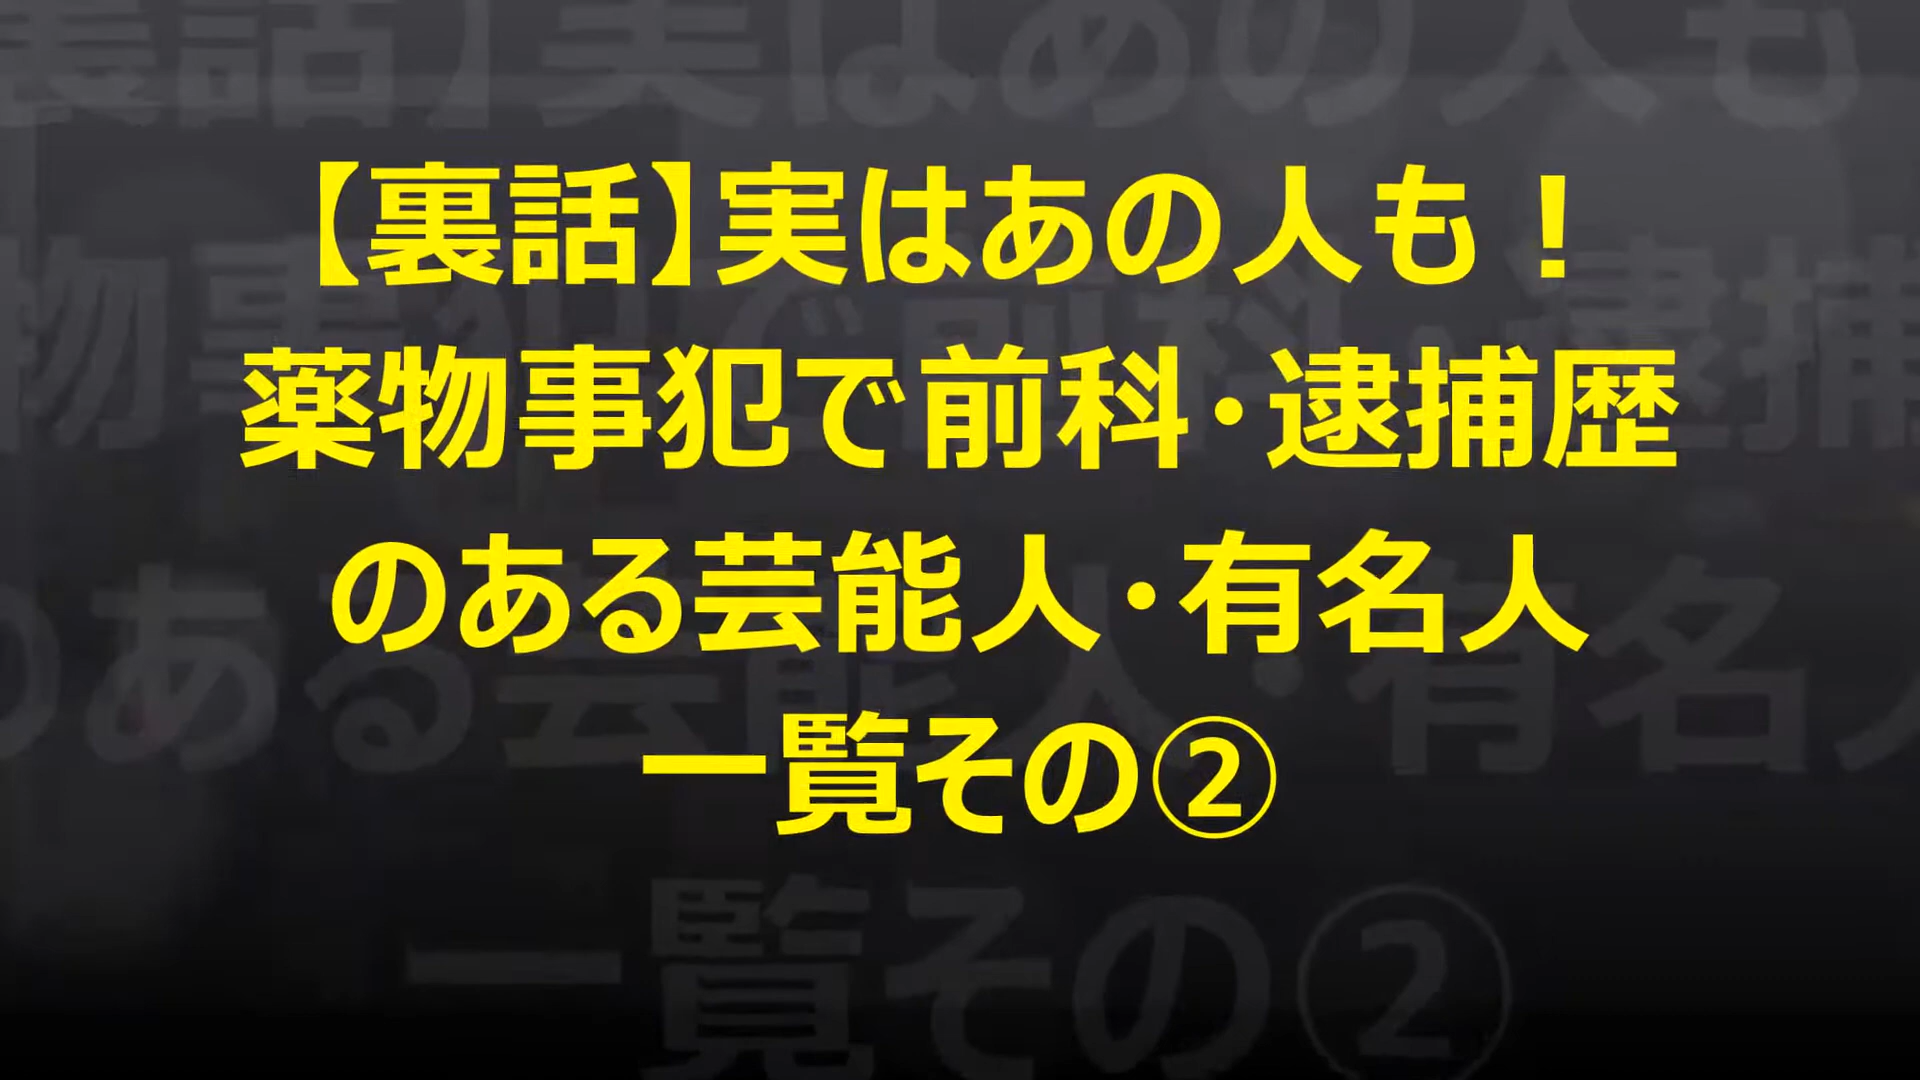 【裏話】実はあの人も！
薬物事犯で前科・逮捕歴
のある芸能人・有名人
一覧その②